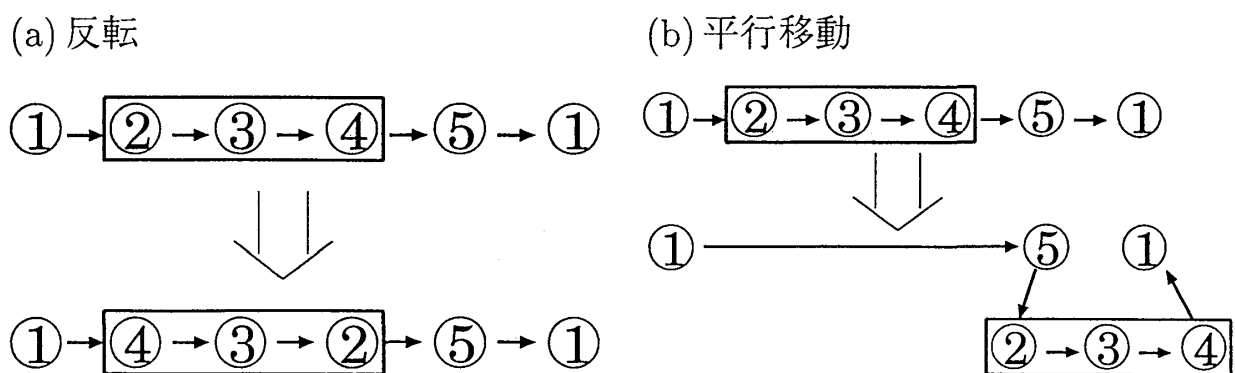 (a) 反転
① → ② → ③ → ④ → ⑤ → ①
① → ④ → ③ → ② → ⑤ → ①
(b) 平行移動
① → ② → ③ → ④ → ⑤ → ①
① → ⑤ ①
② → ③ → ④